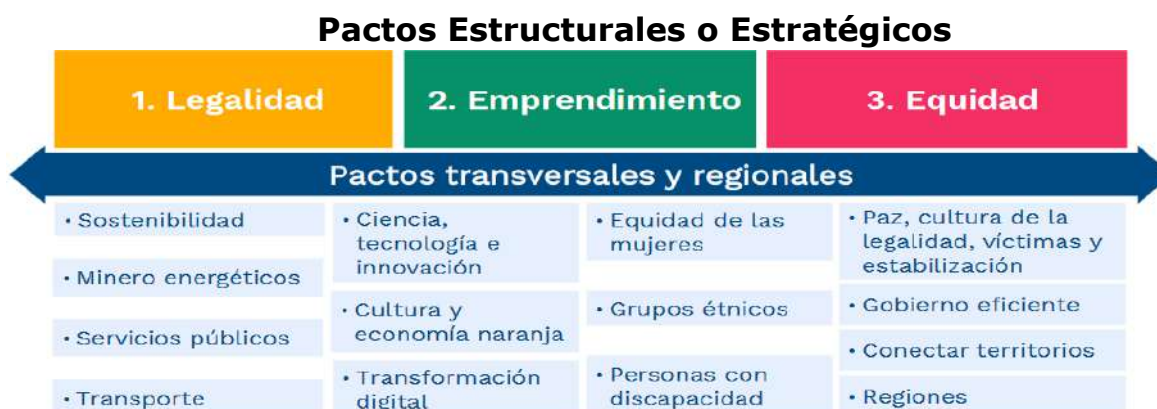 Pactos Estructurales o Estratégicos
1. Legalidad
2. Emprendimiento
3. Equidad
Pactos transversales y regionales
• Sostenibilidad
• Minero energéticos
• Servicios públicos
• Transporte
• Ciencia,
tecnología e
innovación
• Cultura y
economía naranja
• Transformación
digital
• Equidad de las
mujeres
• Grupos étnicos
• Personas con
discapacidad
• Paz, cultura de la
legalidad, víctimas y
estabilización
• Gobierno eficiente
• Conectar territorios
• Regiones